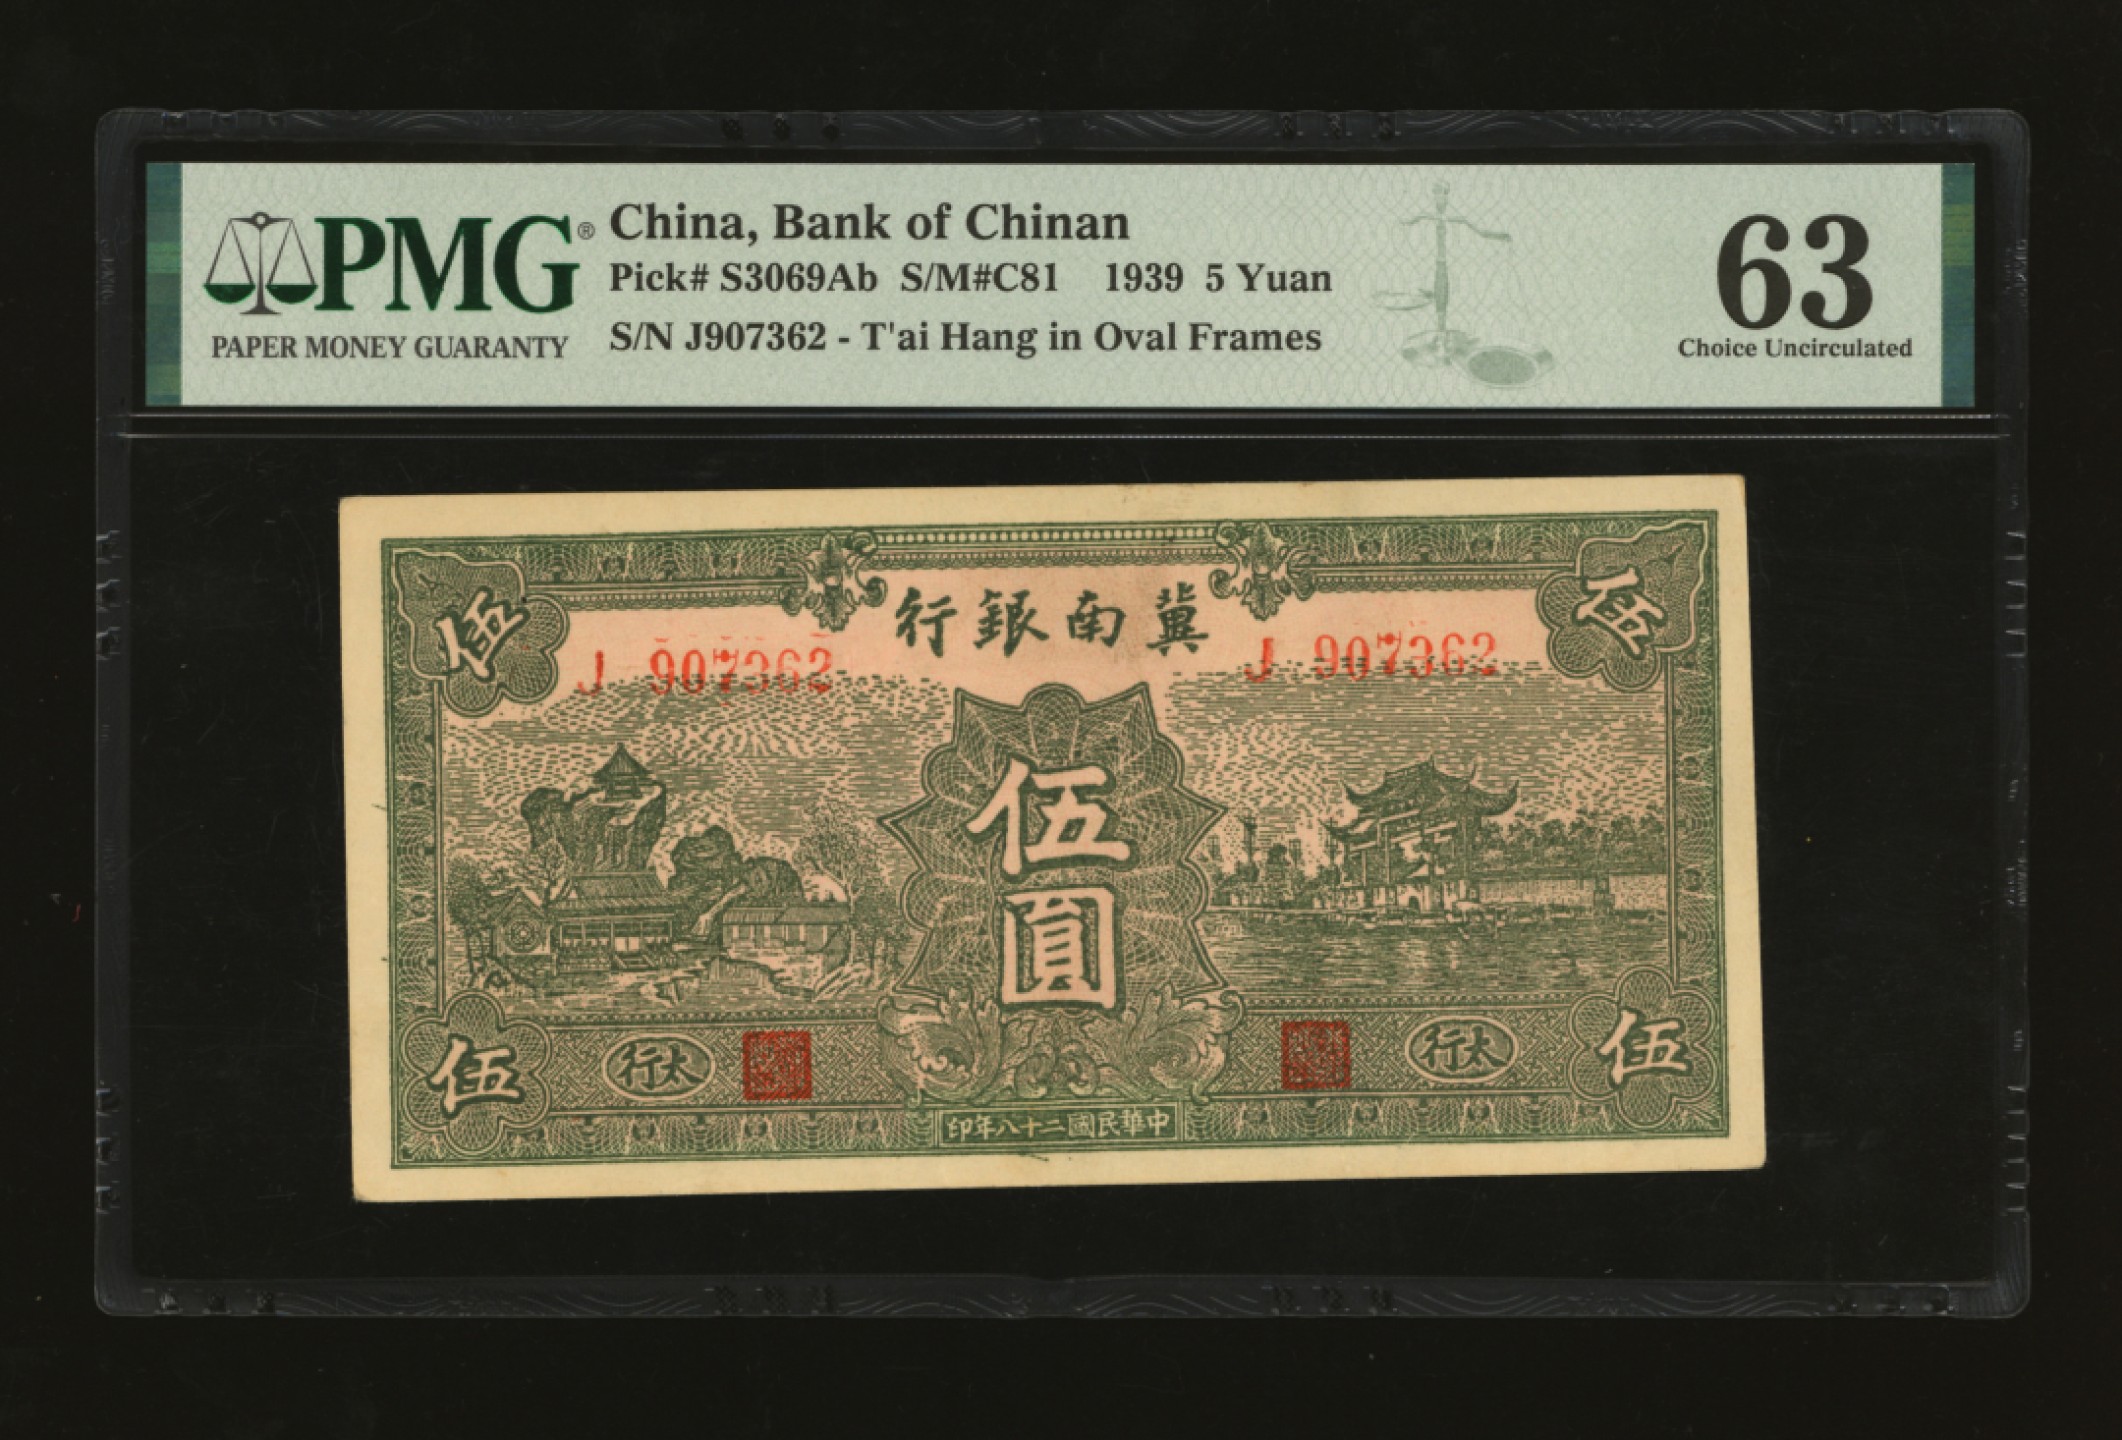 PMG®
PAPER MONEY GUARANTY
China, Bank of Chinan
Pick# S3069Ab S/M#C81 1939 5 Yuan
S/N J907362 - T'ai Hang in Oval Frames
63
Choice Uncirculated
行銀南冀
伍
伍
J 907362
J 907362
伍
圓
伍
行太
行太
伍
印年八十二國民華中